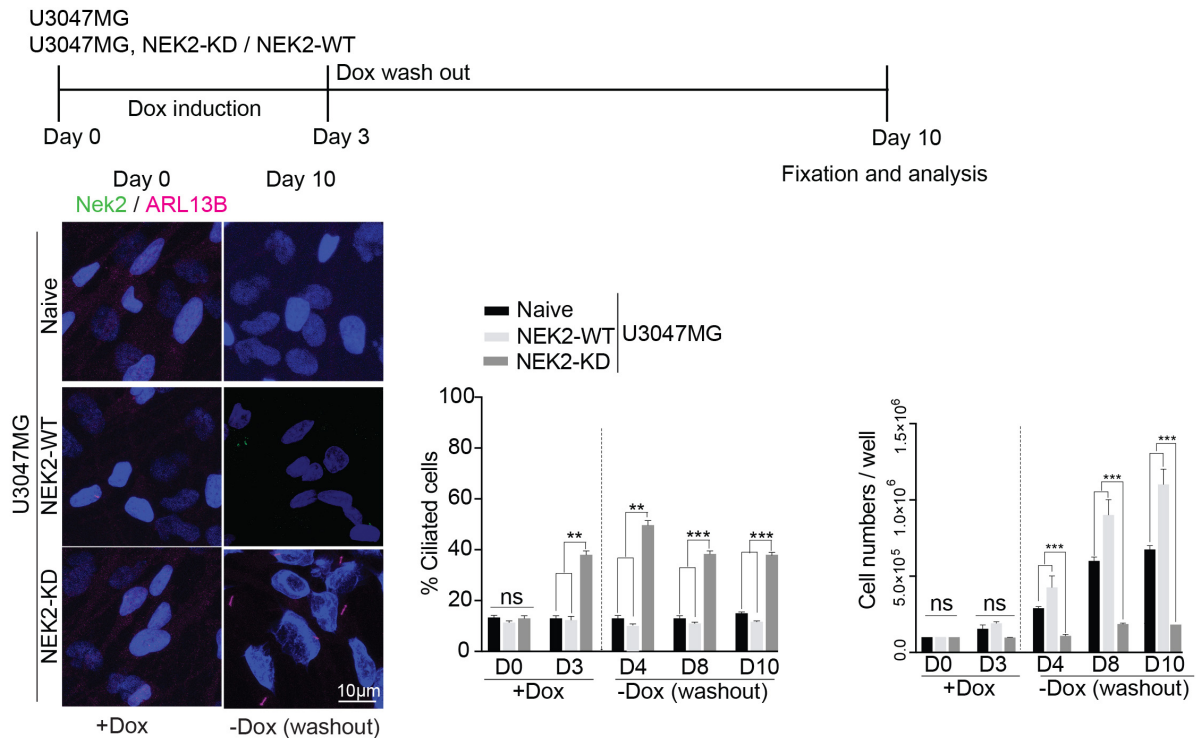 U3047MG
U3047MG, NEK2-KD / NEK2-WT
Dox wash out
Dox induction
Day 0
Day 3
Day 10
Fixation and analysis
Day 0
Day 10
Nek2 / ARL13B
U3047MG
Naive
NEK2-WT
NEK2-KD
10μm
+Dox
-Dox (washout)
Naive
NEK2-WT
NEK2-KD
U3047MG
% Ciliated cells
100
80
60
40
20
0
ns
**
**
***
***
D0 D3 D4 D8 D10
+Dox -Dox (washout)
Cell numbers / well
1.5×10⁶
1.0×10⁶
5.0×10⁵
0.0
ns
ns
***
***
***
D0 D3 D4 D8 D10
+Dox -Dox (washout)